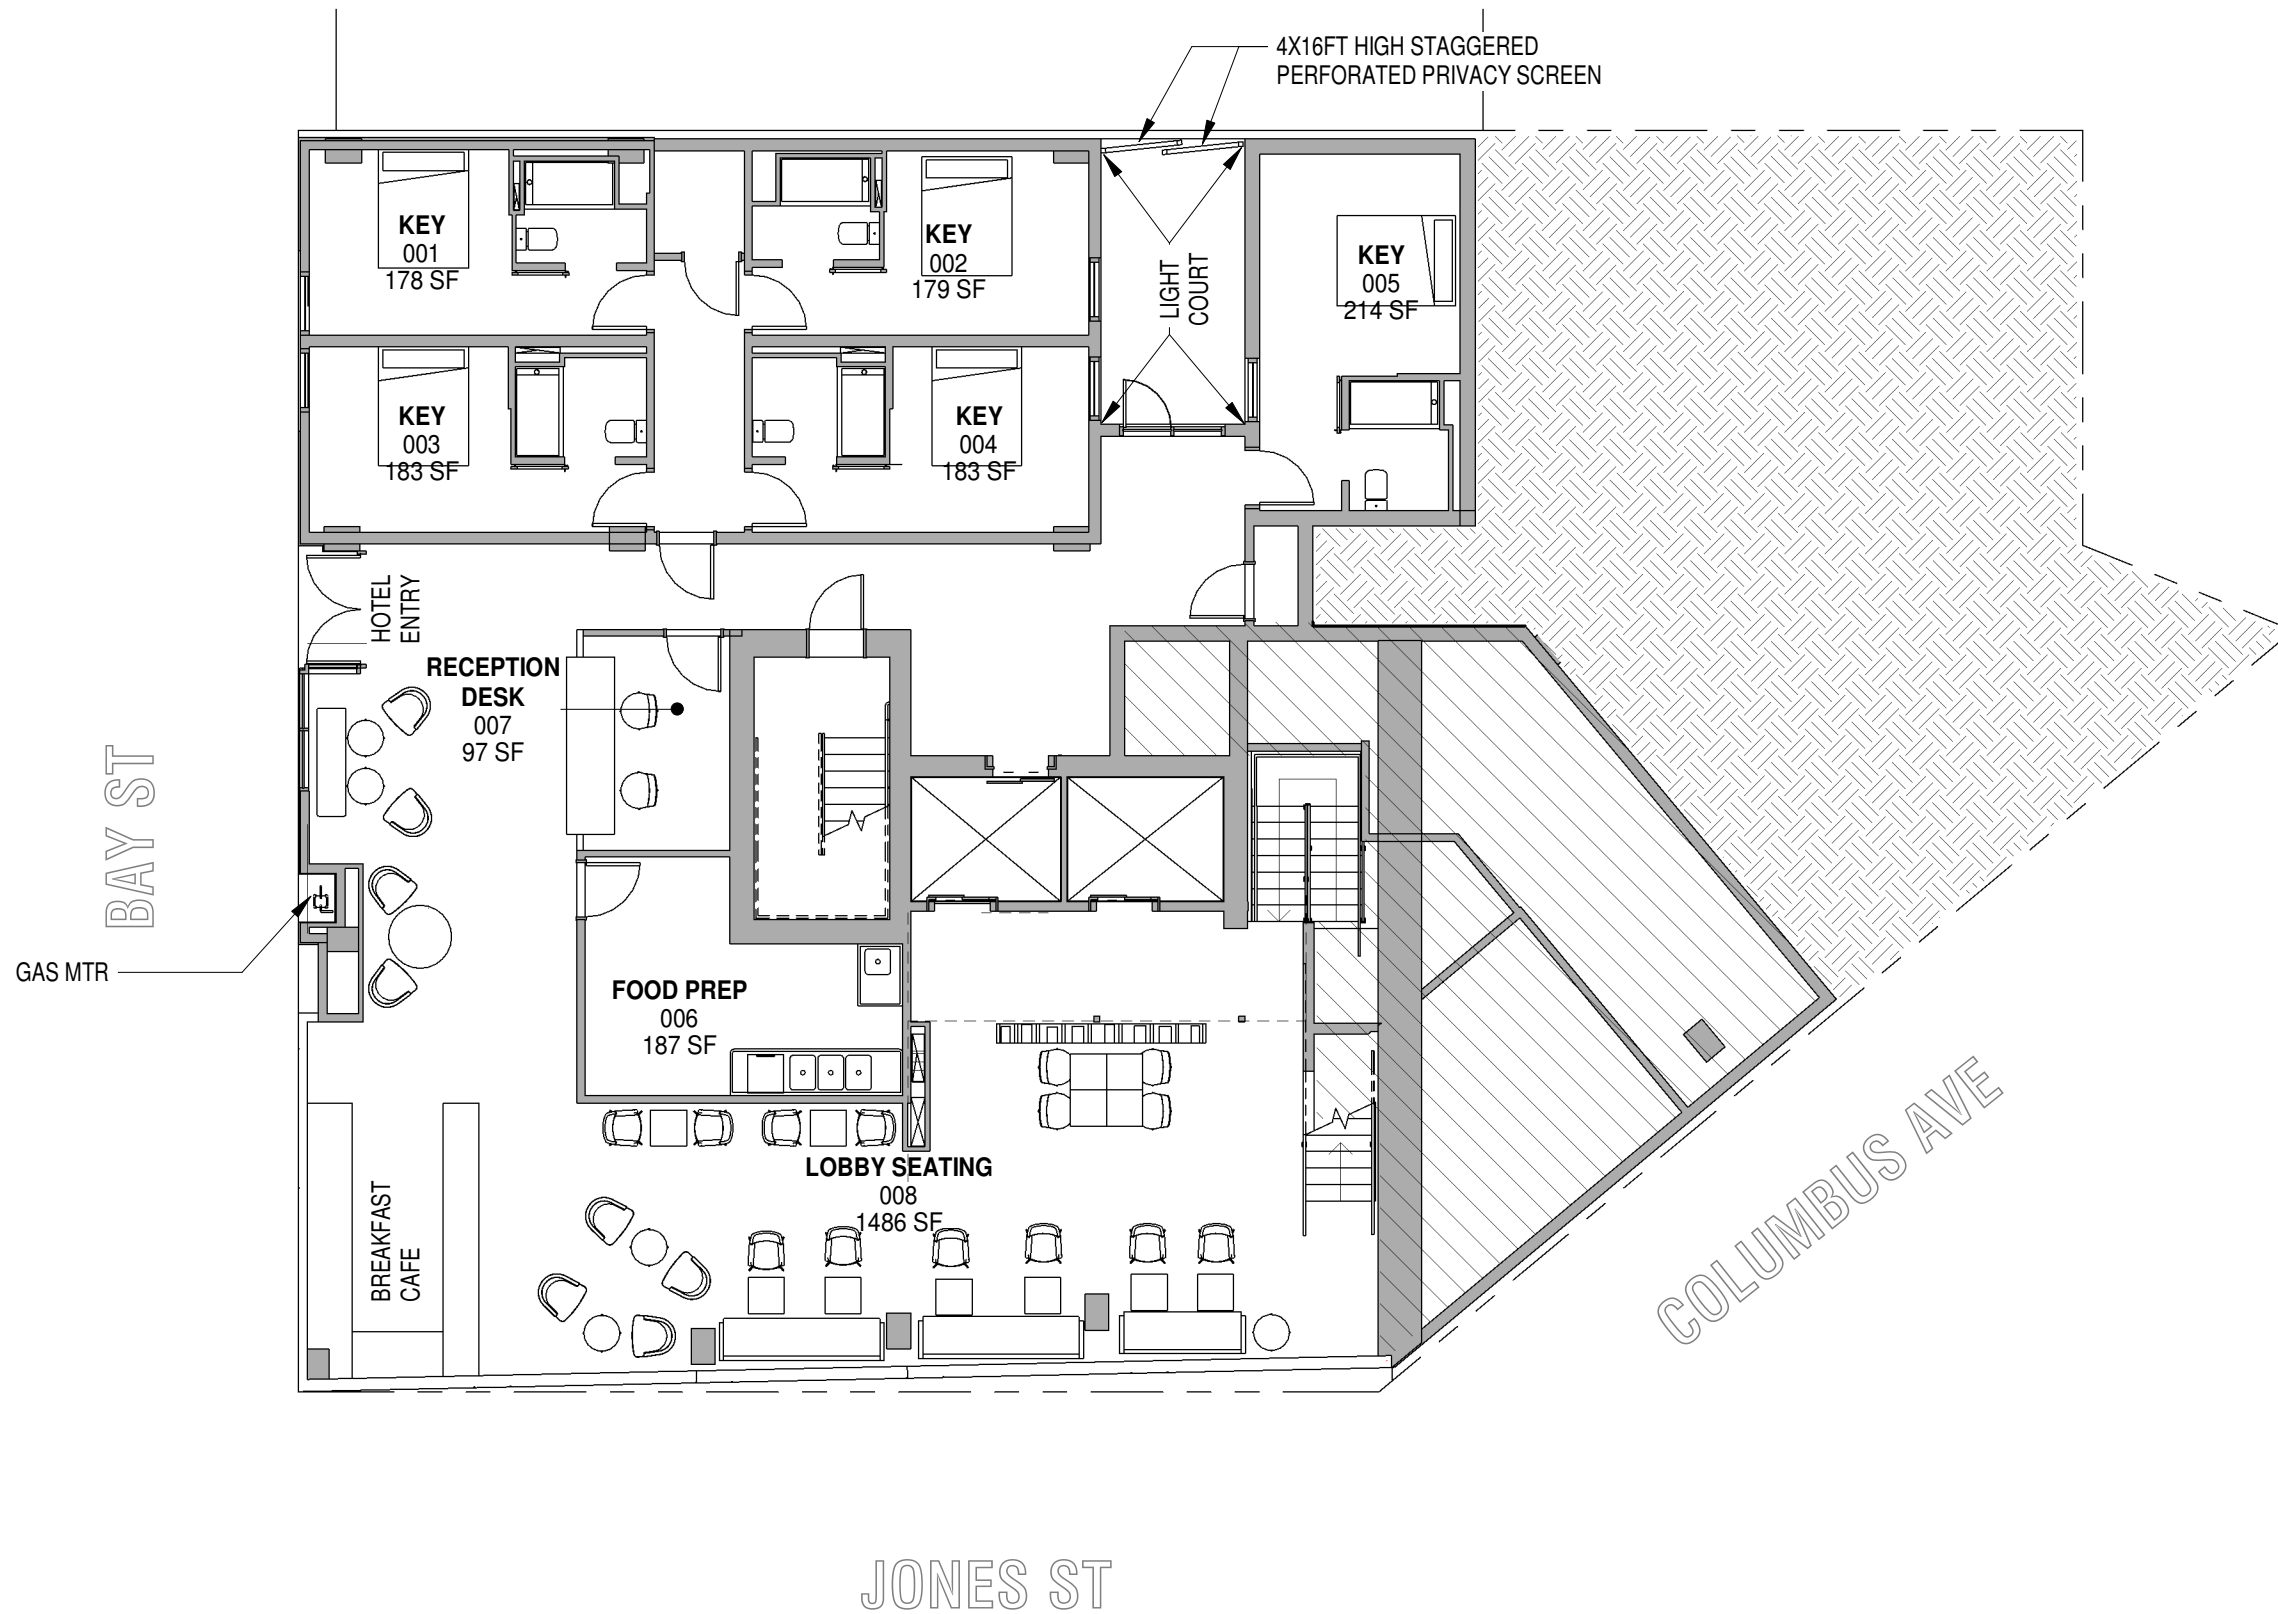 4X16FT HIGH STAGGERED
PERFORATED PRIVACY SCREEN
KEY
001
178 SF
KEY
002
179 SF
LIGHT
COURT
KEY
005
214 SF
KEY
003
183 SF
KEY
004
183 SF
HOTEL
ENTRY
RECEPTION
DESK
007
97 SF
BAY ST
GAS MTR
FOOD PREP
006
187 SF
LOBBY SEATING
008
1486 SF
BREAKFAST
CAFE
COLUMBUS AVE
JONES ST